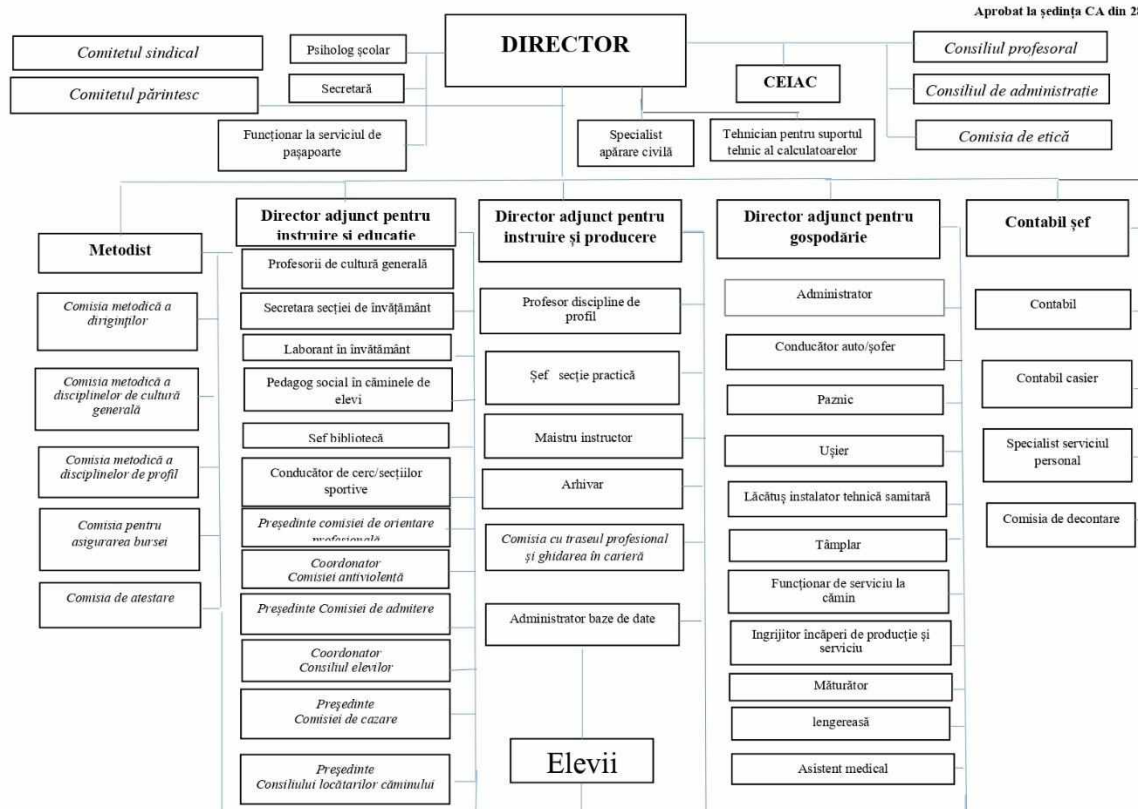 Aprobat la ședința CA din 28
Comitetul sindical
Psiholog școlar
DIRECTOR
Consiliul profesoral
Comitetul părintesc
Secretară
CEIAC
Consiliul de administrație
Funcționar la serviciul de
pașapoarte
Specialist
apărare civilă
Tehnician pentru suportul
tehnic al calculatoarelor
Comisia de etică
Metodist
Comisia metodică a
diriginților
Comisia metodică a
disciplinelor de cultură
generală
Comisia metodică a
disciplinelor de profil
Comisia pentru
asigurarea bursei
Comisia de atestare
Director adjunct pentru
instruire și educație
Profesorii de cultură generală
Secretara secției de învățământ
Laborant în învătământ
Pedagog social în căminele de
elevi
Sef bibliotecă
Conducător de cerc/secțiilor
sportive
Președinte comisiei de orientare
profesională
Coordonator
Comisiei antiviolență
Președinte Comisiei de admitere
Coordonator
Consiliul elevilor
Președinte
Comisiei de cazare
Președinte
Consiliului locătarilor căminului
Director adjunct pentru
instruire și producere
Profesor discipline de
profil
Șef secție practică
Maistru instructor
Arhivar
Comisia cu traseul profesional
și ghidarea în carieră
Administrator baze de date
Elevii
Director adjunct pentru
gospodărie
Administrator
Conducător auto/șofer
Paznic
Ușier
Lăcătuș instalator tehnică samitară
Tâmplar
Funcționar de serviciu la
cămin
Ingrijitor încăperi de producție și
serviciu
Măturător
lengereasă
Asistent medical
Contabil șef
Contabil
Contabil casier
Specialist serviciul
personal
Comisia de decontare